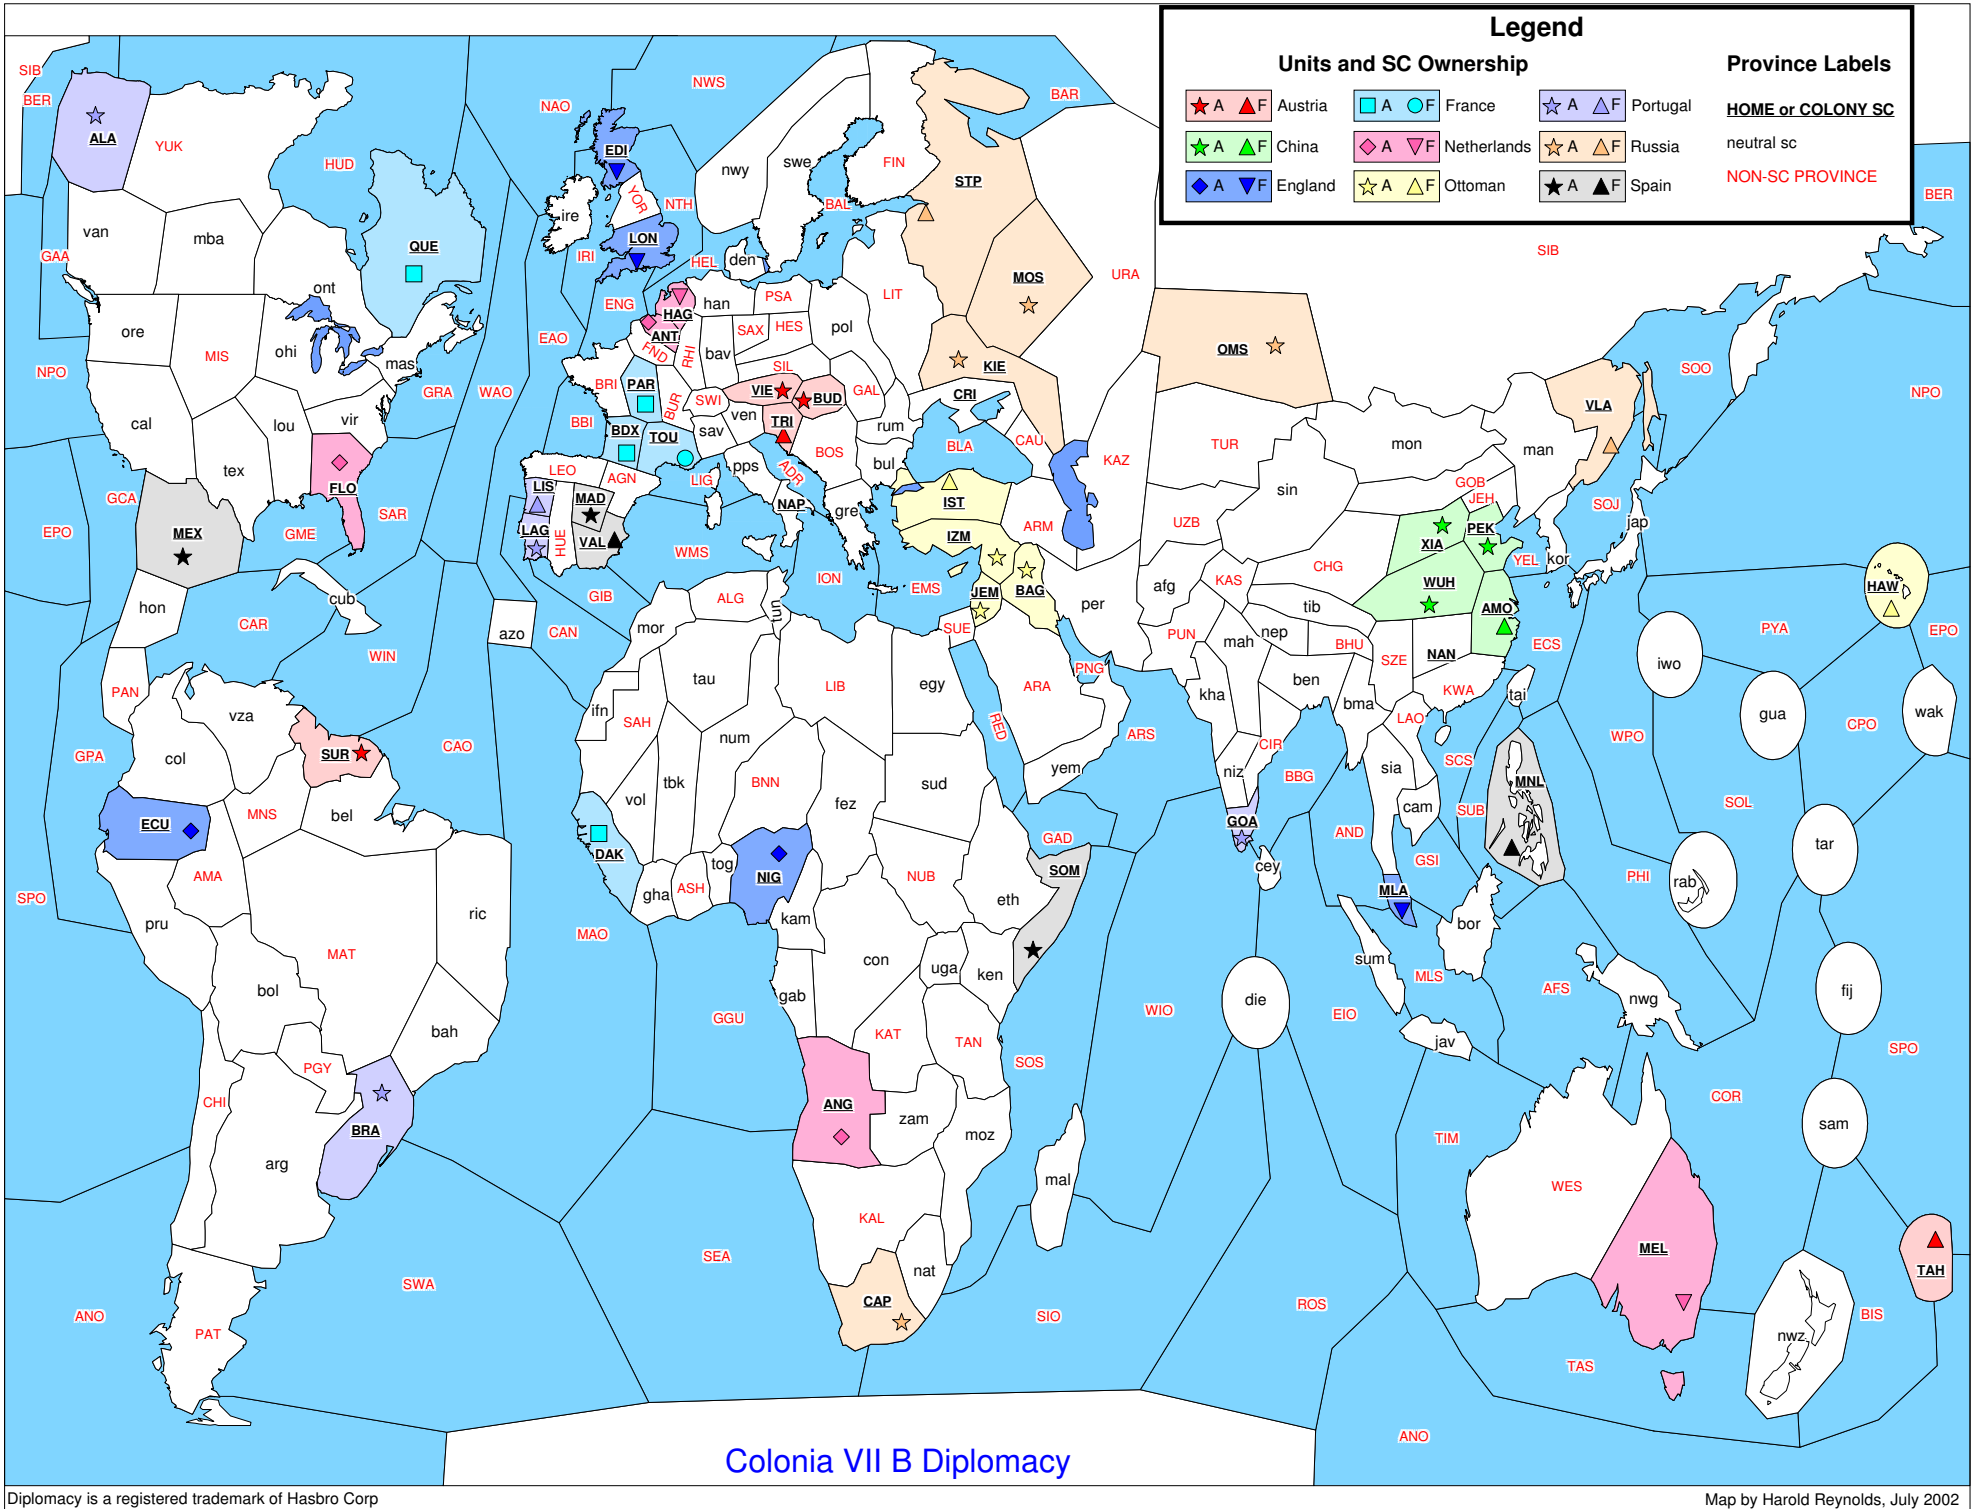 Legend
Units and SC Ownership
Province Labels
A F Austria
A F France
A F Portugal
HOME or COLONY SC
A F China
A F Netherlands
A F Russia
neutral sc
A F England
A F Ottoman
A F Spain
NON-SC PROVINCE
SIB
BER
ALA
YUK
HUD
NAO
NWS
BAR
EDI
FIN
nwy
swe
STP
YOR
NTH
BAL
ire
LON
IRI
HEL
den
van
mba
QUE
GAA
ont
ENG
HAG
han
PSA
LIT
MOS
URA
SIB
BER
ore
MIS
ohi
mas
EAO
ANT
FND
RHI
bav
SAX
HES
pol
SIL
KIE
OMS
SOO
NPO
NPO
GRA
WAO
BRI
PAR
BUR
SWI
VIE
BUD
GAL
CRI
VLA
cal
lou
vir
tex
BBI
BDX
TOU
sav
ven
TRI
BOS
rum
bul
BLA
CAU
KAZ
TUR
mon
man
FLO
LEO
AGN
LIG
pps
ADR
NAP
gre
IST
IZM
ARM
sin
GOB
JEH
SOJ
jap
GCA
MEX
GME
SAR
EPO
LIS
LAG
HUE
MAD
VAL
WMS
ION
EMS
UZB
XIA
PEK
YEL
kor
hon
cub
CAR
WIN
GIB
CAN
azo
ALG
tun
mor
JEM
BAG
SUE
per
afg
KAS
CHG
WUH
AMO
HAW
EPO
PYA
tib
PUN
mah
nep
BHU
SZE
NAN
ECS
iwo
PAN
vza
col
SUR
GPA
CAO
ifn
SAH
tau
LIB
egy
ARA
PNG
RED
ARS
yem
kha
ben
bma
KWA
LAO
tai
gua
wak
CPO
WPO
num
BNN
tbk
vol
fez
sud
niz
CIR
BBG
sia
cam
SCS
MNL
SUB
SOL
ECU
MNS
bel
DAK
gha
ASH
tog
NIG
NUB
GAD
SOM
eth
GOA
cey
AND
GSI
MLA
bor
PHI
rab
tar
AMA
SPO
pru
MAT
ric
MAO
kam
con
uga
ken
die
EIO
sum
MLS
AFS
nwg
fij
bol
bah
GGU
gab
KAT
TAN
SOS
WIO
jav
SPO
PGY
CHI
BRA
ANG
zam
moz
mal
TIM
COR
sam
arg
KAL
nat
WES
MEL
TAH
ANO
SWA
SEA
CAP
SIO
ROS
BIS
nwz
TAS
PAT
ANO
Colonia VII B Diplomacy
Diplomacy is a registered trademark of Hasbro Corp
Map by Harold Reynolds, July 2002